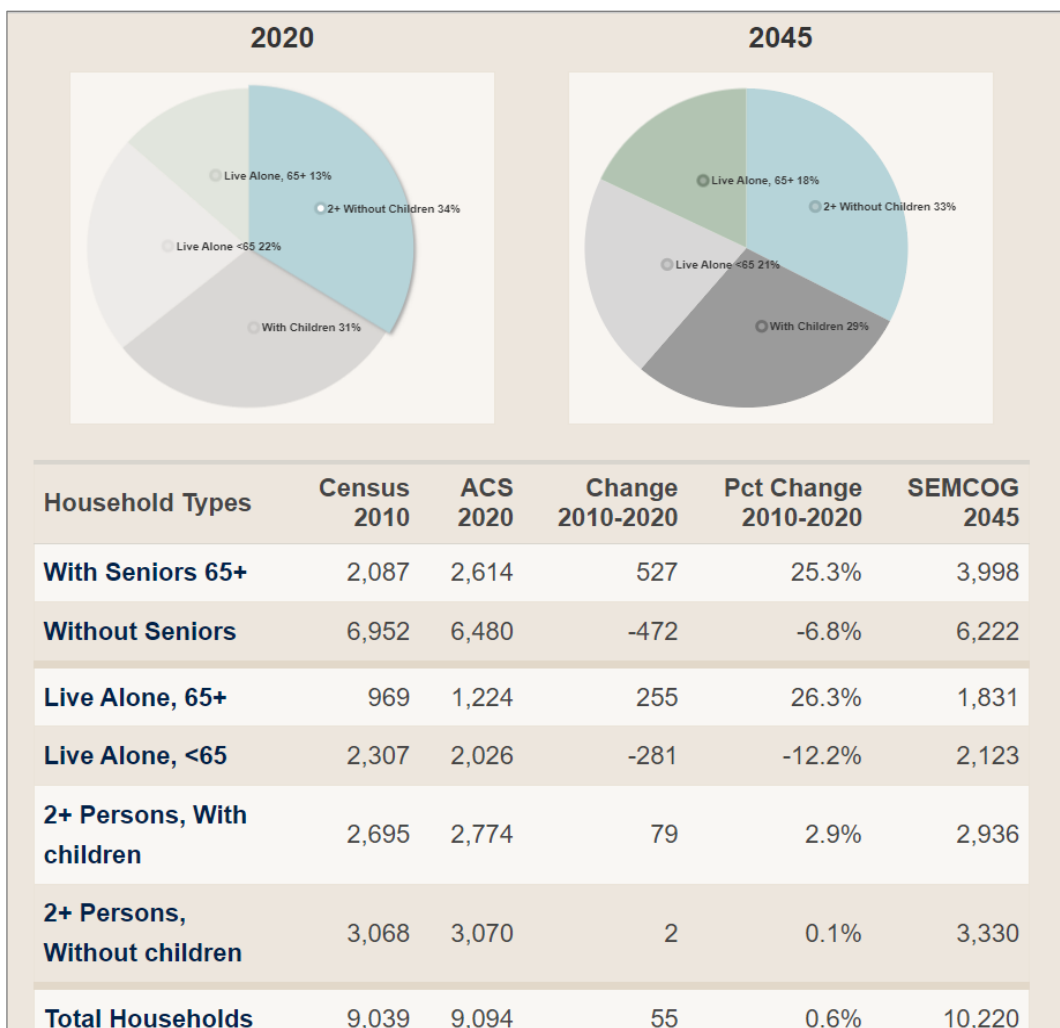 2020
2045
Live Alone, 65+ 13%
2+ Without Children 34%
Live Alone <65 22%
With Children 31%
Live Alone, 65+ 18%
2+ Without Children 33%
Live Alone <65 21%
With Children 29%
Household Types Census 2010 ACS 2020 Change 2010-2020 Pct Change 2010-2020 SEMCOG 2045
With Seniors 65+ 2,087 2,614 527 25.3% 3,998
Without Seniors 6,952 6,480 -472 -6.8% 6,222
Live Alone, 65+ 969 1,224 255 26.3% 1,831
Live Alone, <65 2,307 2,026 -281 -12.2% 2,123
2+ Persons, With children 2,695 2,774 79 2.9% 2,936
2+ Persons, Without children 3,068 3,070 2 0.1% 3,330
Total Households 9,039 9,094 55 0.6% 10,220